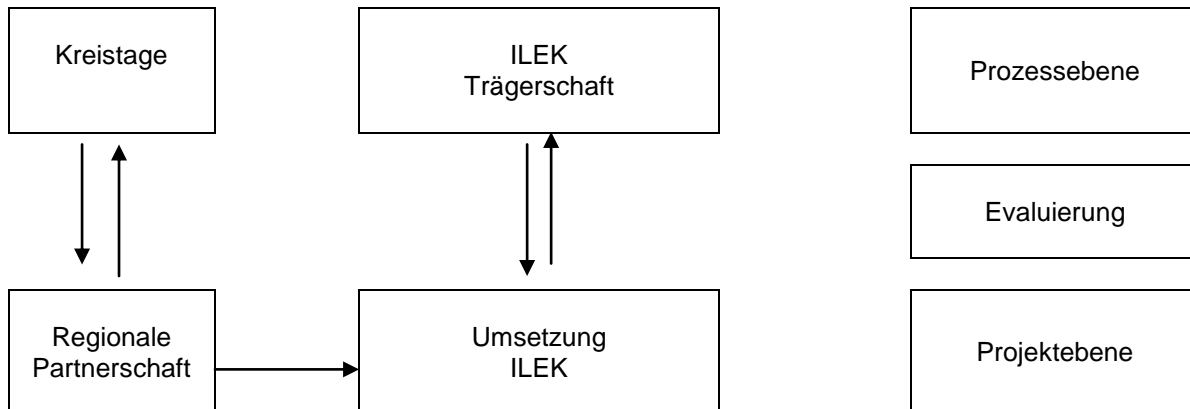 Kreistage
ILEK
Trägerschaft
Prozessebene
Evaluierung
Regionale
Partnerschaft
Umsetzung
ILEK
Projektebene